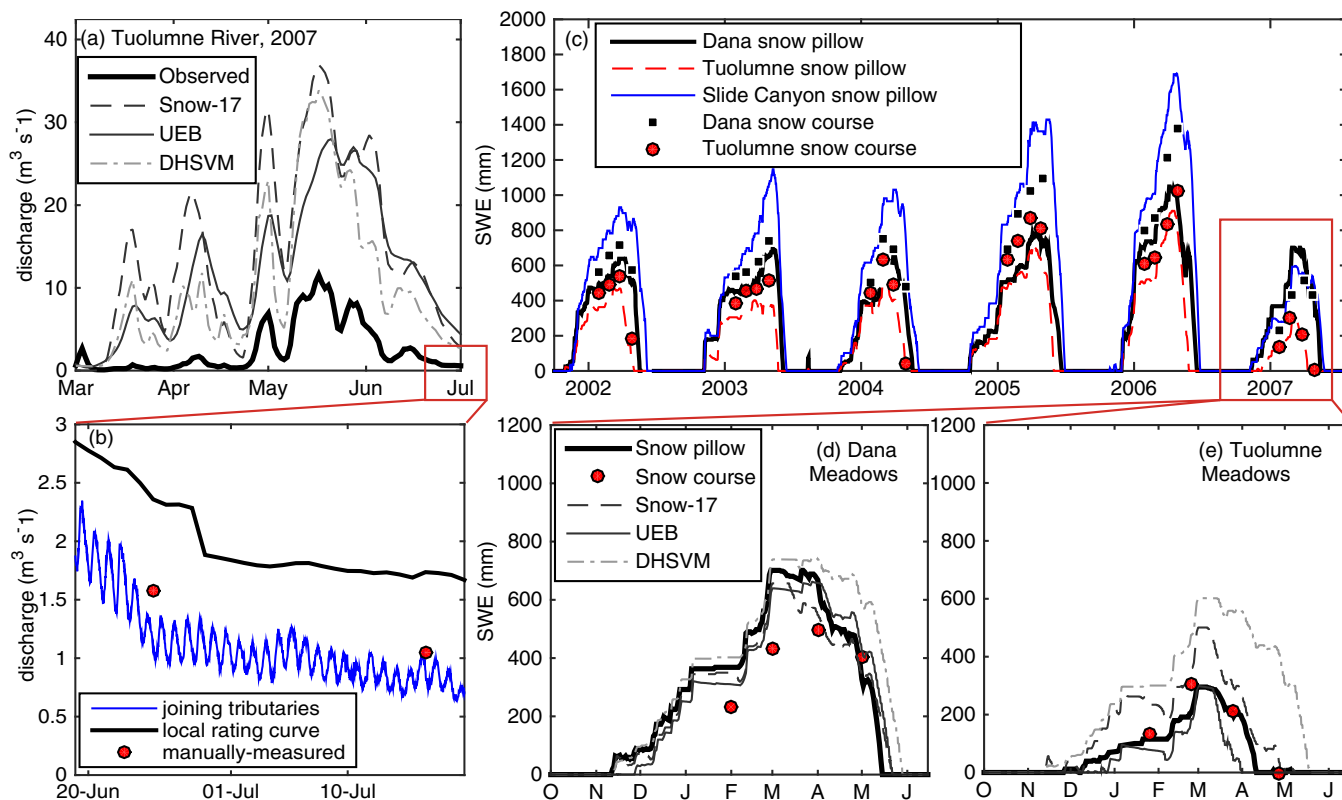 (a) Tuolumne River, 2007
Observed
Snow-17
UEB
DHSVM
discharge (m³ s⁻¹)
40
30
20
10
0
Mar Apr May Jun Jul
(c)
Dana snow pillow
Tuolumne snow pillow
Slide Canyon snow pillow
Dana snow course
Tuolumne snow course
SWE (mm)
2000
1800
1600
1400
1200
1000
800
600
400
200
0
2002 2003 2004 2005 2006 2007
(b)
discharge (m³ s⁻¹)
3
2.5
2
1.5
1
0.5
0
joining tributaries
local rating curve
manually-measured
20-Jun 01-Jul 10-Jul
(d) Dana
Meadows
Snow pillow
Snow course
Snow-17
UEB
DHSVM
SWE (mm)
1200
1000
800
600
400
200
0
O N D J F M A M J
(e) Tuolumne
Meadows
1200
1000
800
600
400
200
0
O N D J F M A M J